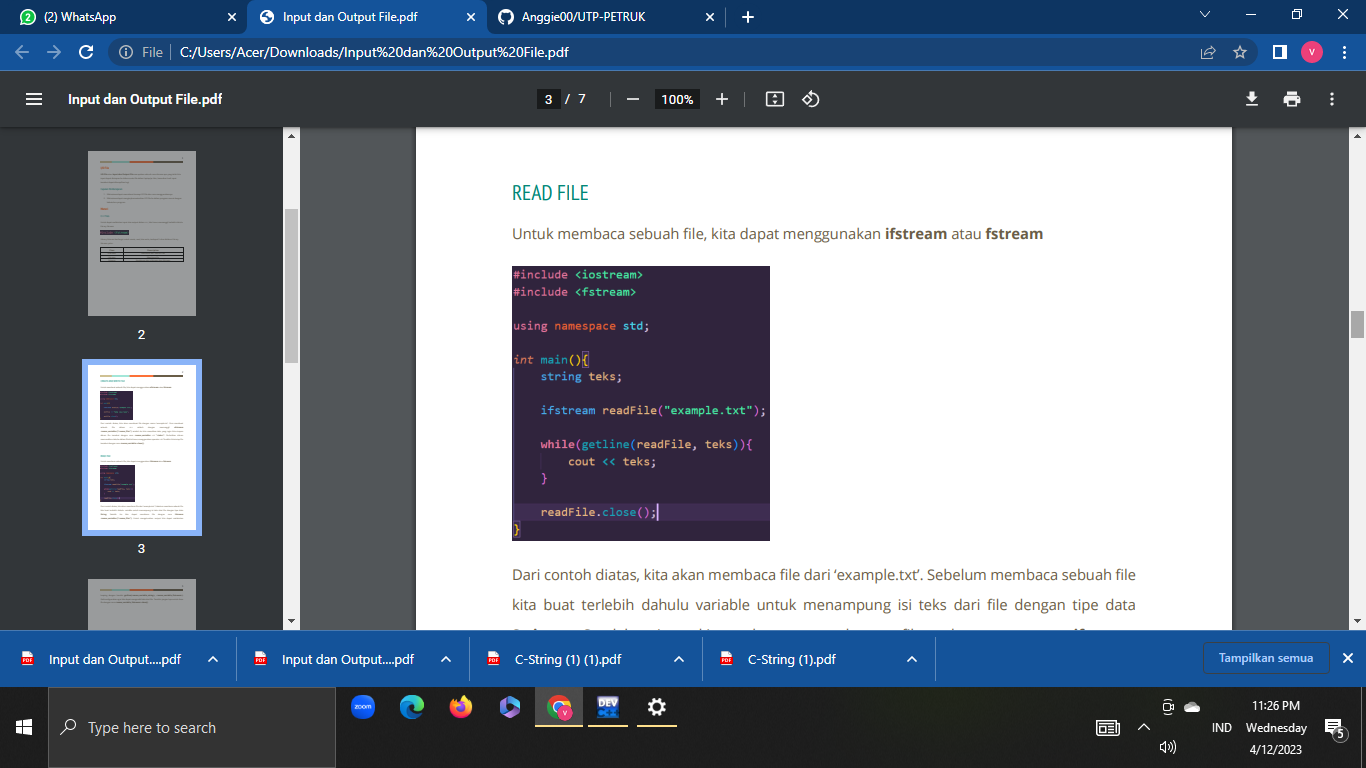 (2) WhatsApp
Input dan Output File.pdf
Anggie00/UTP-PETRUK
File
C:/Users/Acer/Downloads/Input%20dan%20Output%20File.pdf
V
Input dan Output File.pdf
3 / 7
100%
2
3
READ FILE
Untuk membaca sebuah file, kita dapat menggunakan ifstream atau fstream
#include <iostream>
#include <fstream>
using namespace std;
int main(){
string teks;
ifstream readFile("example.txt");
while(getline(readFile, teks)){
cout << teks;
}
readFile.close();
}
Dari contoh diatas, kita akan membaca file dari ‘example.txt’. Sebelum membaca sebuah file
kita buat terlebih dahulu variable untuk menampung isi teks dari file dengan tipe data
Input dan Output....pdf
Input dan Output....pdf
C-String (1) (1).pdf
C-String (1).pdf
Tampilkan semua
Type here to search
zoom
V
DEV
C++
IND
11:26 PM
Wednesday
4/12/2023
5